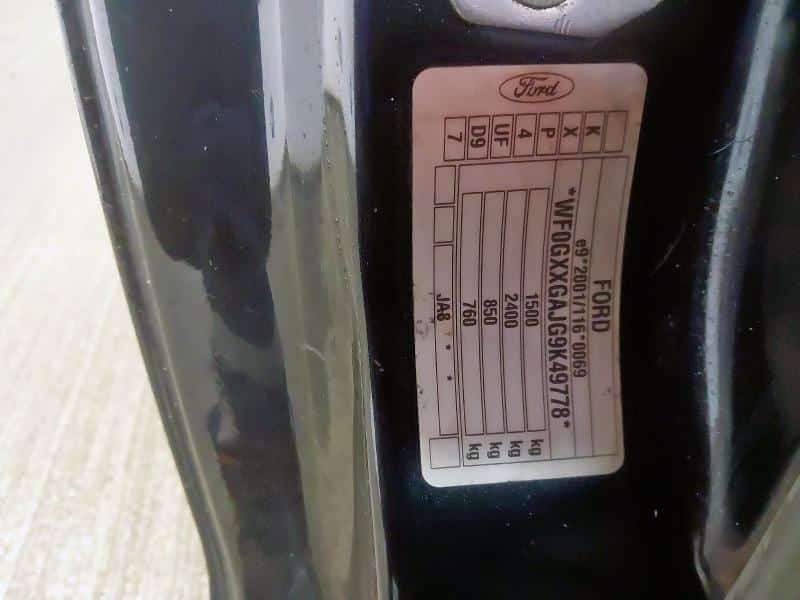 Ford
K
X
P
4
UF
D9
7
FORD
e9*2001/116*0069
*WF0GXXGAJG9K49778*
1500 kg
2400 kg
850 kg
760 kg
JA8 * *